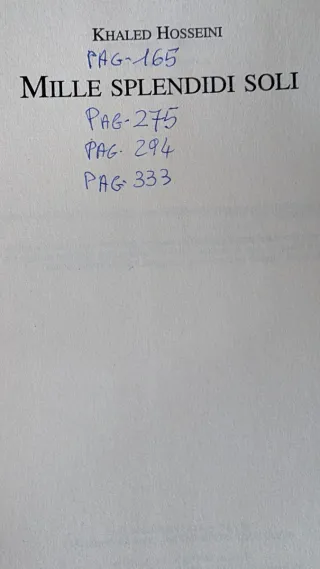 KHALED HOSSEINI
PAG-165
MILLE SPLENDIDI SOLI
PAG-275
PAG. 294
PAG. 333